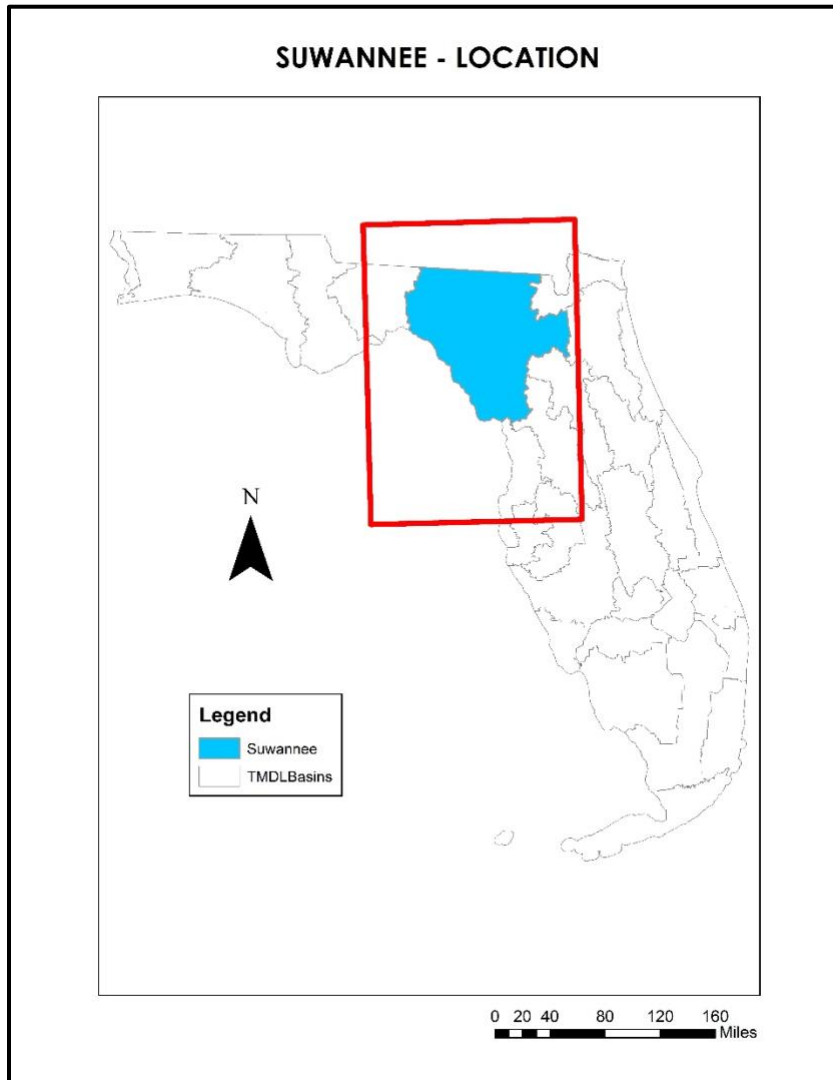 SUWANNEE - LOCATION
N
Legend
Suwannee
TMDLBasins
0 20 40 80 120 160
Miles